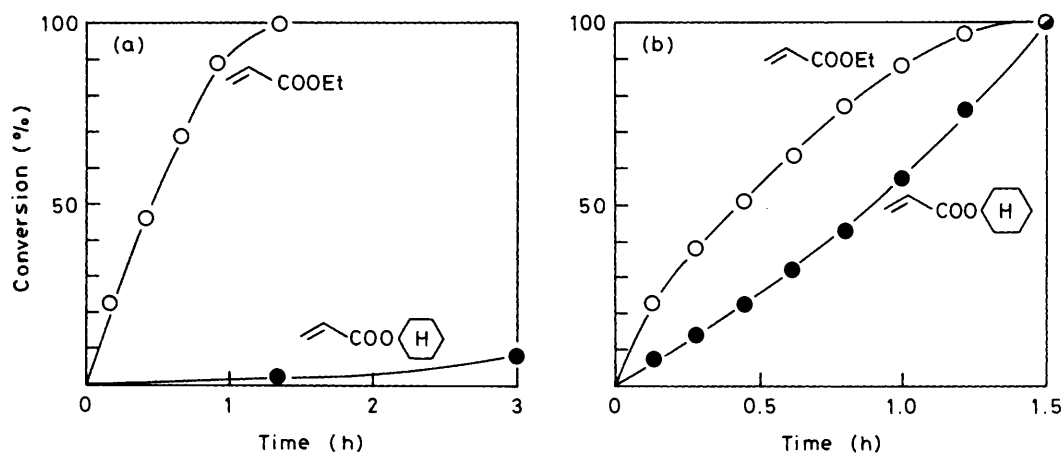 Conversion (%)
100
50
(a)
COOEt
COO H
0
1
2
3
Time (h)
100
50
(b)
COOEt
COO H
0
0.5
1.0
1.5
Time (h)